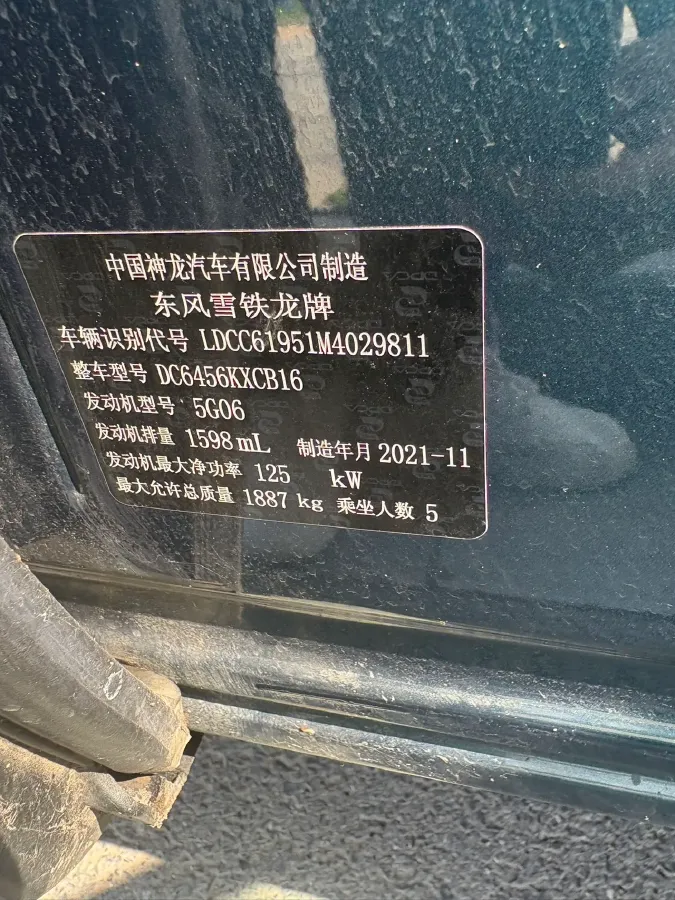 中国神龙汽车有限公司制造
东风雪铁龙牌
车辆识别代号 LDCC61951M4029811
整车型号 DC6456KXCB16
发动机型号 5G06
发动机排量 1598 mL 制造年月 2021-11
发动机最大净功率 125 kW
最大允许总质量 1887 kg 乘坐人数 5